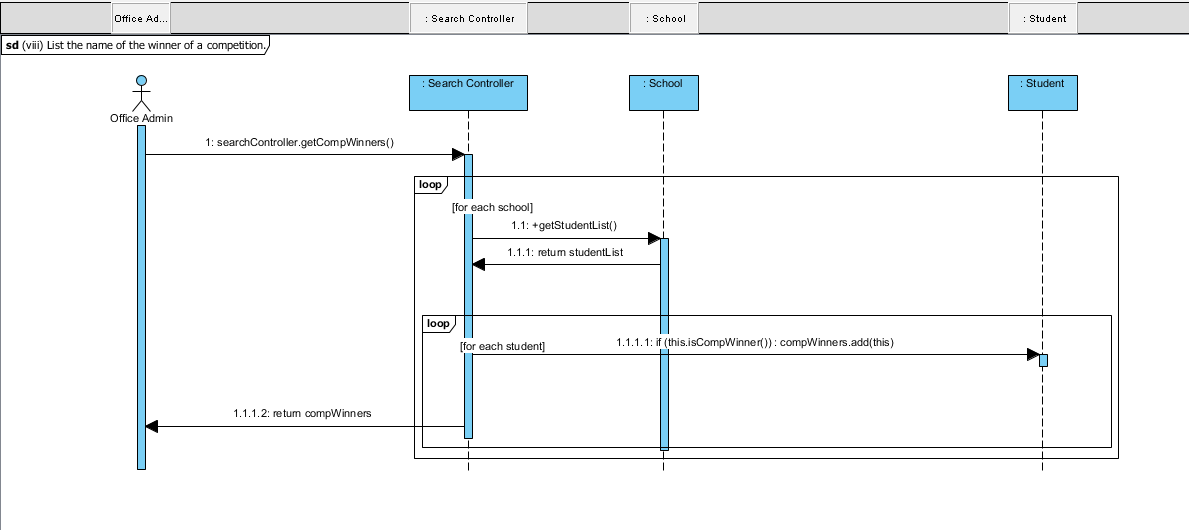 Office Ad...
: Search Controller
: School
: Student
sd (viii) List the name of the winner of a competition.
: Search Controller
: School
: Student
Office Admin
1: searchController.getCompWinners()
loop
[for each school]
1.1: +getStudentList()
1.1.1: return studentList
loop
[for each student]
1.1.1.1: if (this.isCompWinner()) : compWinners.add(this)
1.1.1.2: return compWinners